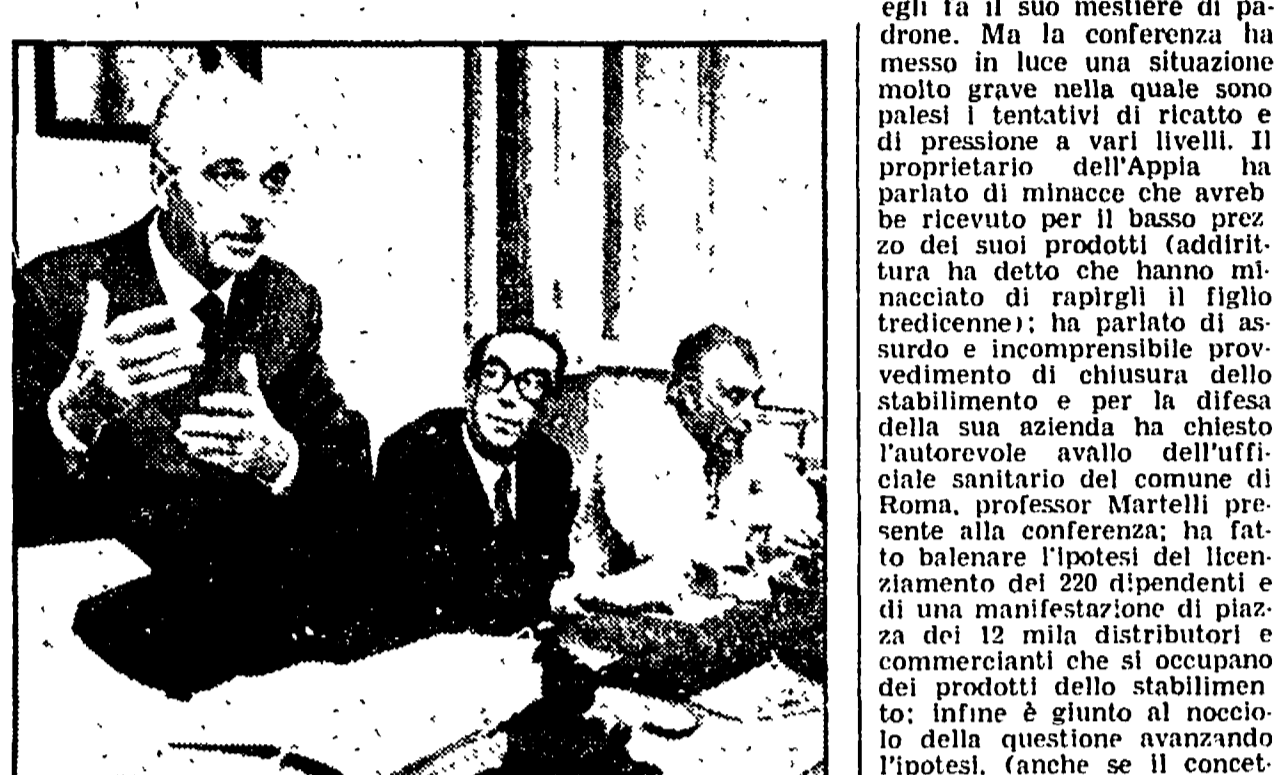 egli fa il suo mestiere di pa-
drone. Ma la conferenza ha
messo in luce una situazione
molto grave nella quale sono
palesi i tentativi di ricatto e
di pressione a vari livelli. Il
proprietario dell'Appia ha
parlato di minacce che avreb
be ricevuto per il basso prez
zo dei suoi prodotti (addirit-
tura ha detto che hanno mi-
nacciato di rapirgli il figlio
tredicenne); ha parlato di as-
surdo e incomprensibile prov-
vedimento di chiusura dello
stabilimento e per la difesa
della sua azienda ha chiesto
l'autorevole avallo dell'uffi-
ciale sanitario del comune di
Roma, professor Martelli pre-
sente alla conferenza; ha fat-
to balenare l'ipotesi del licen-
ziamento dei 220 dipendenti e
di una manifestazione di piaz-
za dei 12 mila distributori e
commercianti che si occupano
dei prodotti dello stabilimen
to; infine è giunto al noccio-
lo della questione avanzando
l'ipotesi, (anche se il concet-